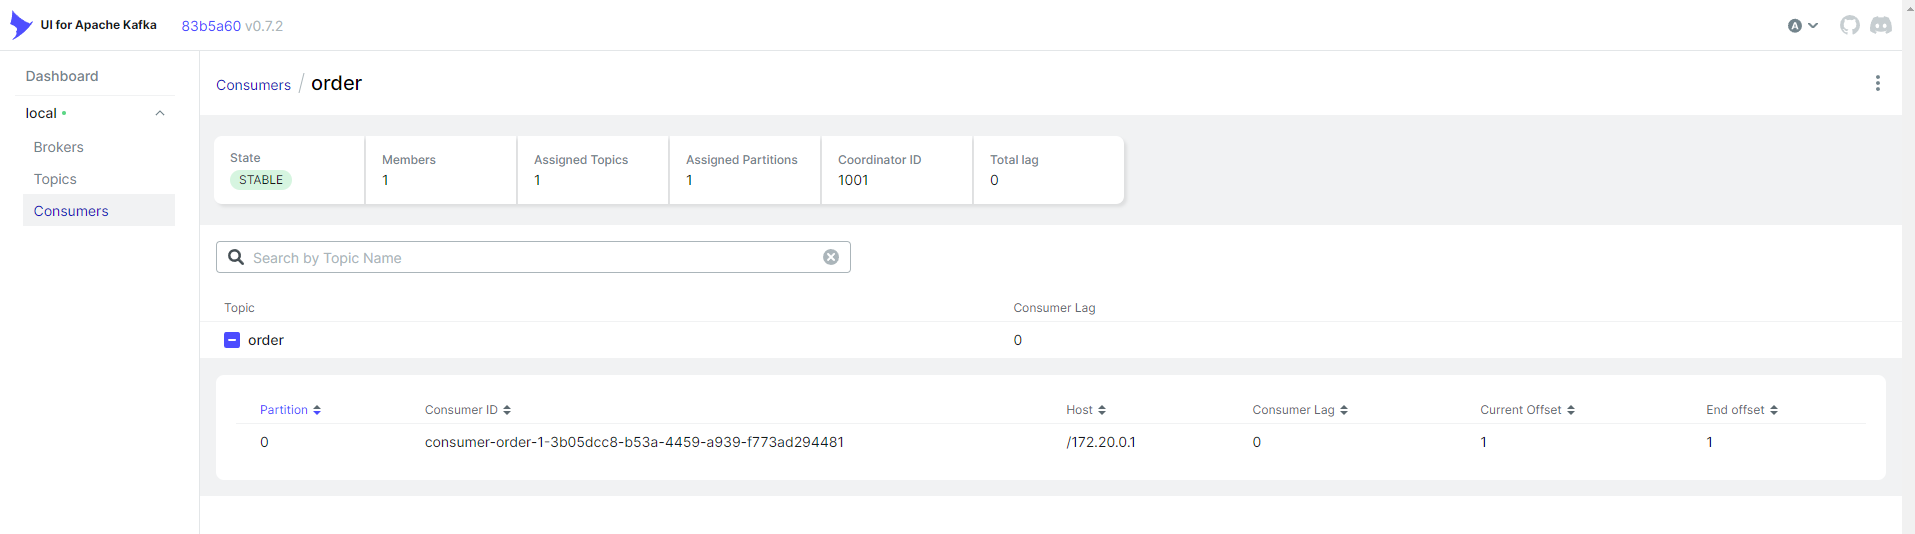 UI for Apache Kafka 83b5a60 v0.7.2 A
Dashboard
local
Brokers
Topics
Consumers
Consumers / order
State Members Assigned Topics Assigned Partitions Coordinator ID Total lag
STABLE 1 1 1 1001 0
Search by Topic Name
Topic Consumer Lag
order 0
Partition Consumer ID Host Consumer Lag Current Offset End offset
0 consumer-order-1-3b05dcc8-b53a-4459-a939-f773ad294481 /172.20.0.1 0 1 1